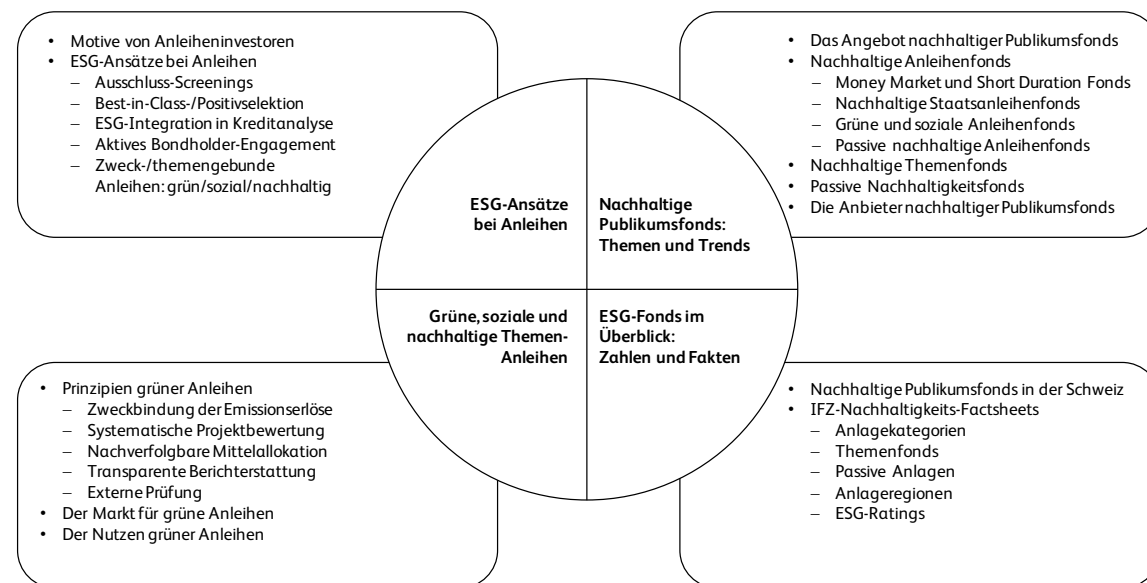 • Motive von Anleiheninvestoren
• ESG-Ansätze bei Anleihen
– Ausschluss-Screenings
– Best-in-Class-/Positivselektion
– ESG-Integration in Kreditanalyse
– Aktives Bondholder-Engagement
– Zweck-/themengebunde
Anleihen: grün/sozial/nachhaltig
• Das Angebot nachhaltiger Publikumsfonds
• Nachhaltige Anleihenfonds
– Money Market und Short Duration Fonds
– Nachhaltige Staatsanleihenfonds
– Grüne und soziale Anleihenfonds
– Passive nachhaltige Anleihenfonds
• Nachhaltige Themenfonds
• Passive Nachhaltigkeitsfonds
• Die Anbieter nachhaltiger Publikumsfonds
ESG-Ansätze
bei Anleihen
Nachhaltige
Publikumsfonds:
Themen und Trends
Grüne, soziale und
nachhaltige Themen-
Anleihen
ESG-Fonds im
Überblick:
Zahlen und Fakten
• Prinzipien grüner Anleihen
– Zweckbindung der Emissionserlöse
– Systematische Projektbewertung
– Nachverfolgbare Mittelallokation
– Transparente Berichterstattung
– Externe Prüfung
• Der Markt für grüne Anleihen
• Der Nutzen grüner Anleihen
• Nachhaltige Publikumsfonds in der Schweiz
• IFZ-Nachhaltigkeits-Factsheets
– Anlagekategorien
– Themenfonds
– Passive Anlagen
– Anlageregionen
– ESG-Ratings